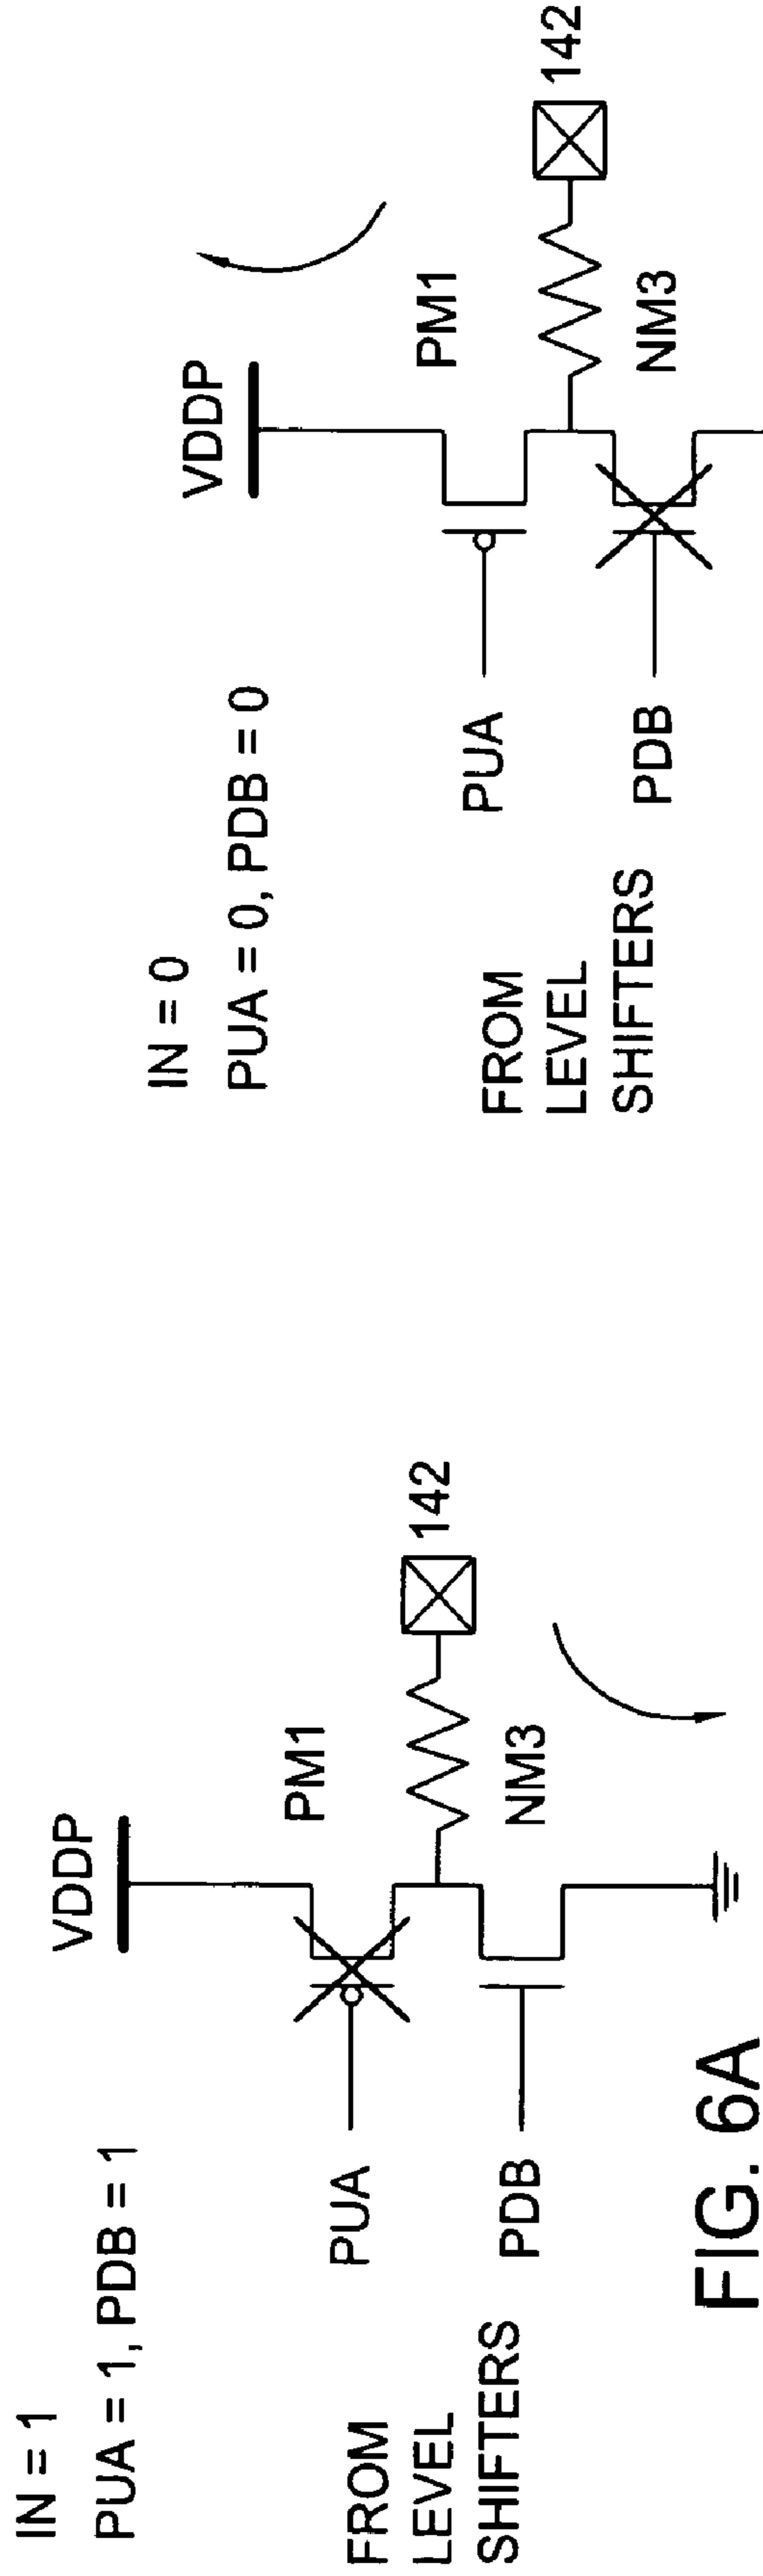 IN = 1
PUA = 1, PDB = 1
VDDP
PM1
PUA
142
NM3
PDB
FROM
LEVEL
SHIFTERS
FIG. 6A
IN = 0
PUA = 0, PDB = 0
VDDP
PM1
PUA
142
NM3
PDB
FROM
LEVEL
SHIFTERS